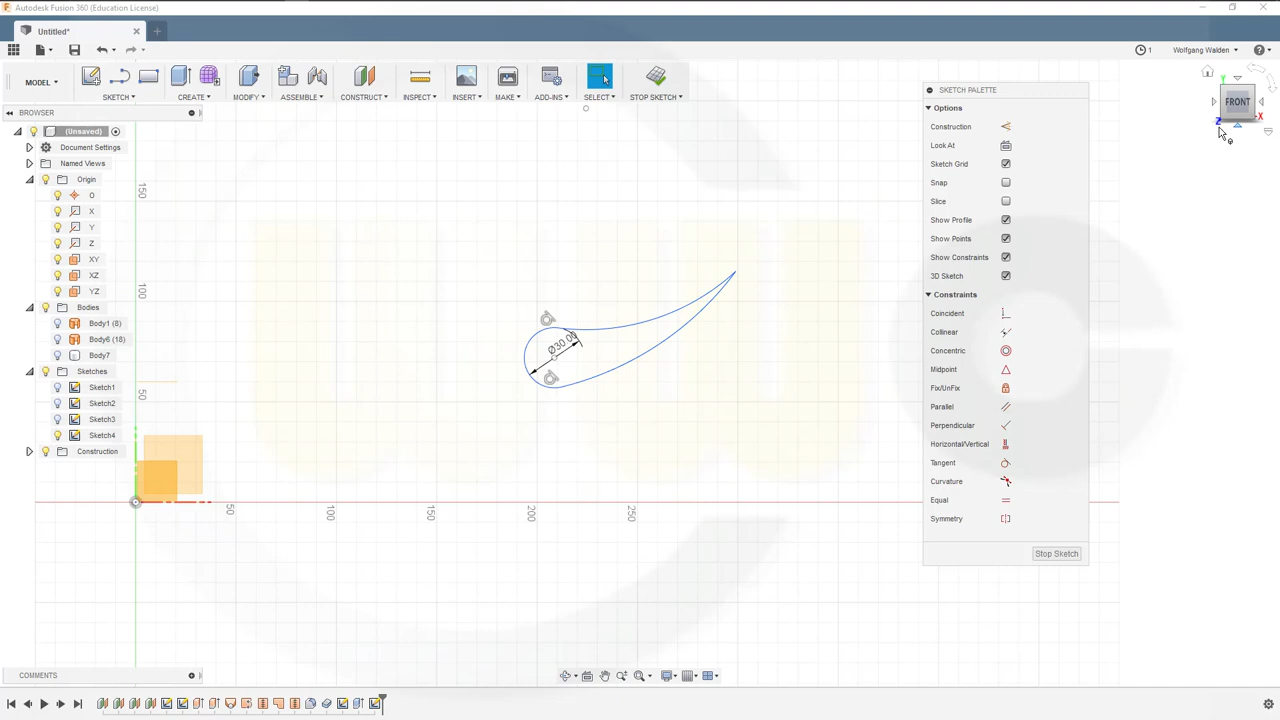 Autodesk Fusion 360 (Education License)
Untitled*
1 Wolfgang Walden
MODEL
SKETCH CREATE MODIFY ASSEMBLE CONSTRUCT INSPECT INSERT MAKE ADD-INS SELECT STOP SKETCH
BROWSER
(Unsaved)
Document Settings
Named Views
Origin
O
X
Y
Z
XY
XZ
YZ
Bodies
Body1 (8)
Body6 (18)
Body7
Sketches
Sketch1
Sketch2
Sketch3
Sketch4
Construction
150
100
50
50
100
150
200
250
Ø30.00
SKETCH PALETTE
Options
Construction
Look At
Sketch Grid
Snap
Slice
Show Profile
Show Points
Show Constraints
3D Sketch
Constraints
Coincident
Collinear
Concentric
Midpoint
Fix/UnFix
Parallel
Perpendicular
Horizontal/Vertical
Tangent
Curvature
Equal
Symmetry
Stop Sketch
Y
FRONT
Z
X
COMMENTS